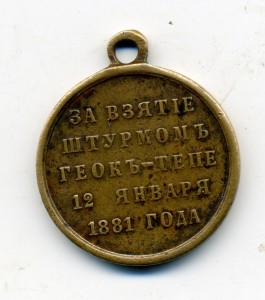 ЗА ВЗЯТІЕ
ШТУРМОМЪ
ГЕОКЪ-ТЕПЕ
12 ЯНВАРЯ
1881 ГОДА